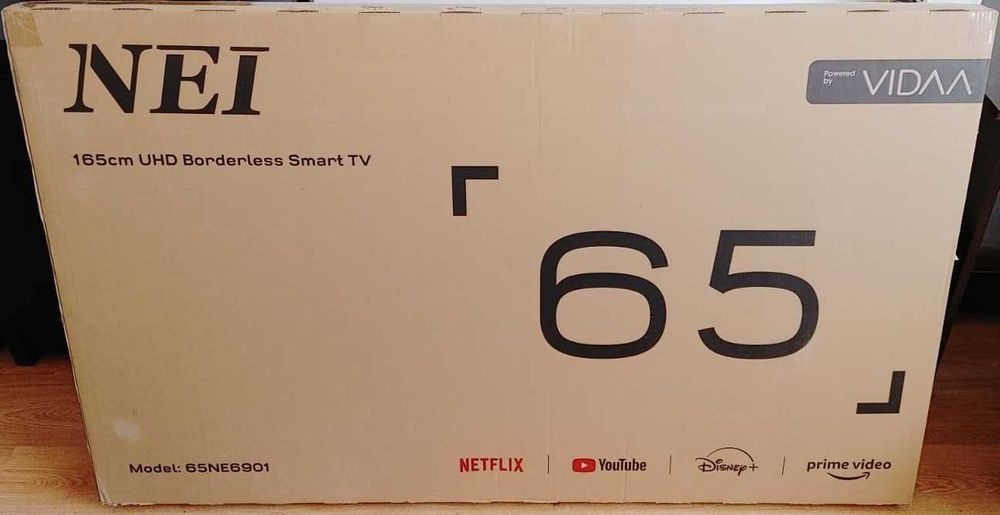 NEI
Powered
by
VIDAA
165cm UHD Borderless Smart TV
65
Model: 65NE6901
NETFLIX
YouTube
Disney+
prime video